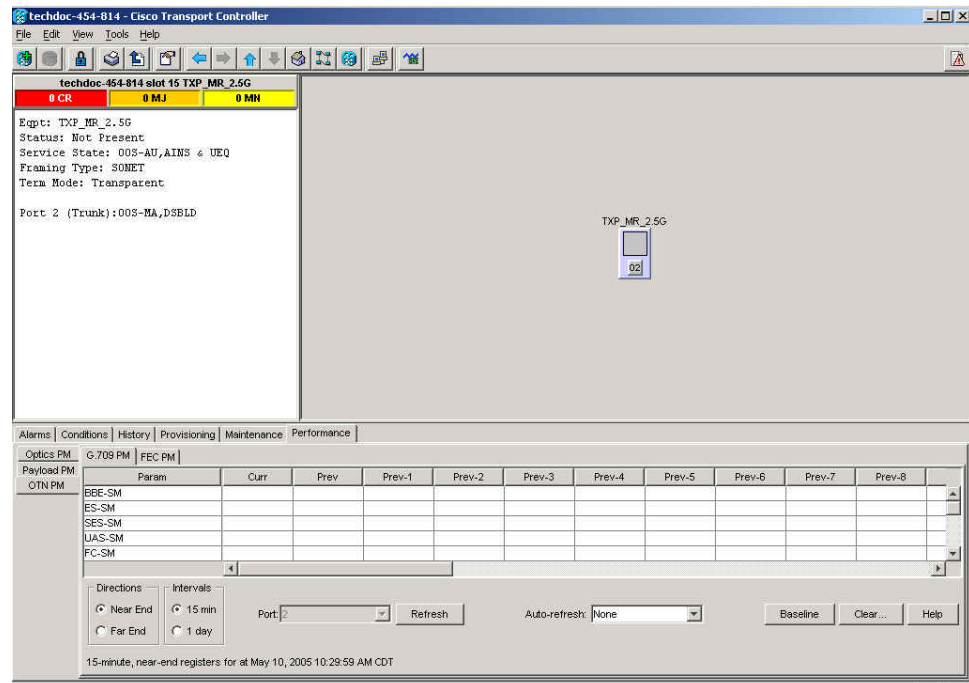 techdoc-454-814 - Cisco Transport Controller
File Edit View Tools Help
techdoc-454-814 slot 15 TXP_MR_2.5G
0 CR 0 MJ 0 MN
Eqpt: TXP_MR_2.5G
Status: Not Present
Service State: OOS-AU,AINS & UEQ
Framing Type: SONET
Term Mode: Transparent
Port 2 (Trunk):OOS-MA,DSBLD
TXP_MR_2.5G
02
Alarms Conditions History Provisioning Maintenance Performance
Optics PM
Payload PM
OTN PM
G.709 PM FEC PM
Param Curr Prev Prev-1 Prev-2 Prev-3 Prev-4 Prev-5 Prev-6 Prev-7 Prev-8
BBE-SM
ES-SM
SES-SM
UAS-SM
FC-SM
Directions Intervals
Near End 15 min Port: 2 Refresh Auto-refresh: None Baseline Clear... Help
Far End 1 day
15-minute, near-end registers for at May 10, 2005 10:29:59 AM CDT